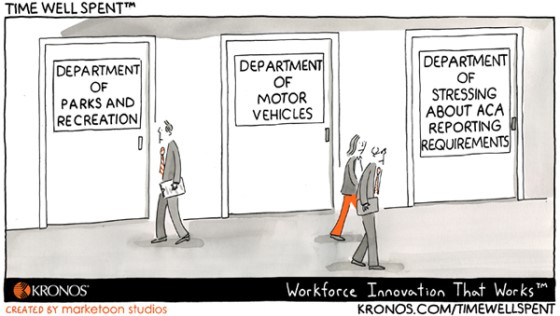 TIME WELL SPENT™
DEPARTMENT
OF
PARKS AND
RECREATION
DEPARTMENT
OF
MOTOR
VEHICLES
DEPARTMENT
OF
STRESSING
ABOUT ACA
REPORTING
REQUIREMENTS
KRONOS®
Workforce Innovation That Works™
CREATED BY marketoon studios
KRONOS.COM/TIMEWELLSPENT